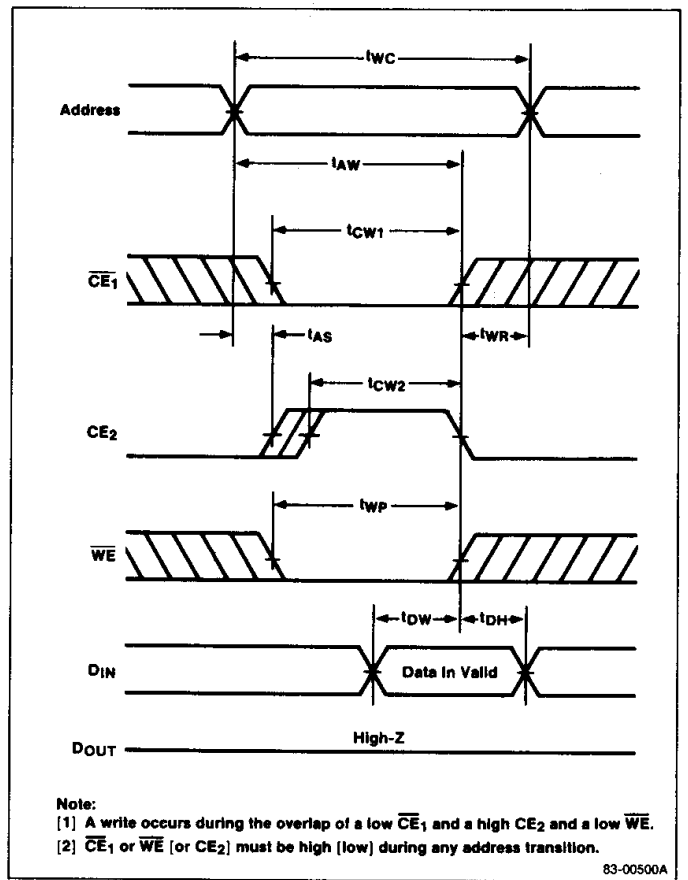 tWC
Address
tAW
tCW1
CE1
tAS
tWR
tCW2
CE2
tWP
WE
tDW tDH
DIN Data In Valid
High-Z
DOUT
Note:
[1] A write occurs during the overlap of a low CE1 and a high CE2 and a low WE.
[2] CE1 or WE [or CE2] must be high [low] during any address transition.
83-00500A